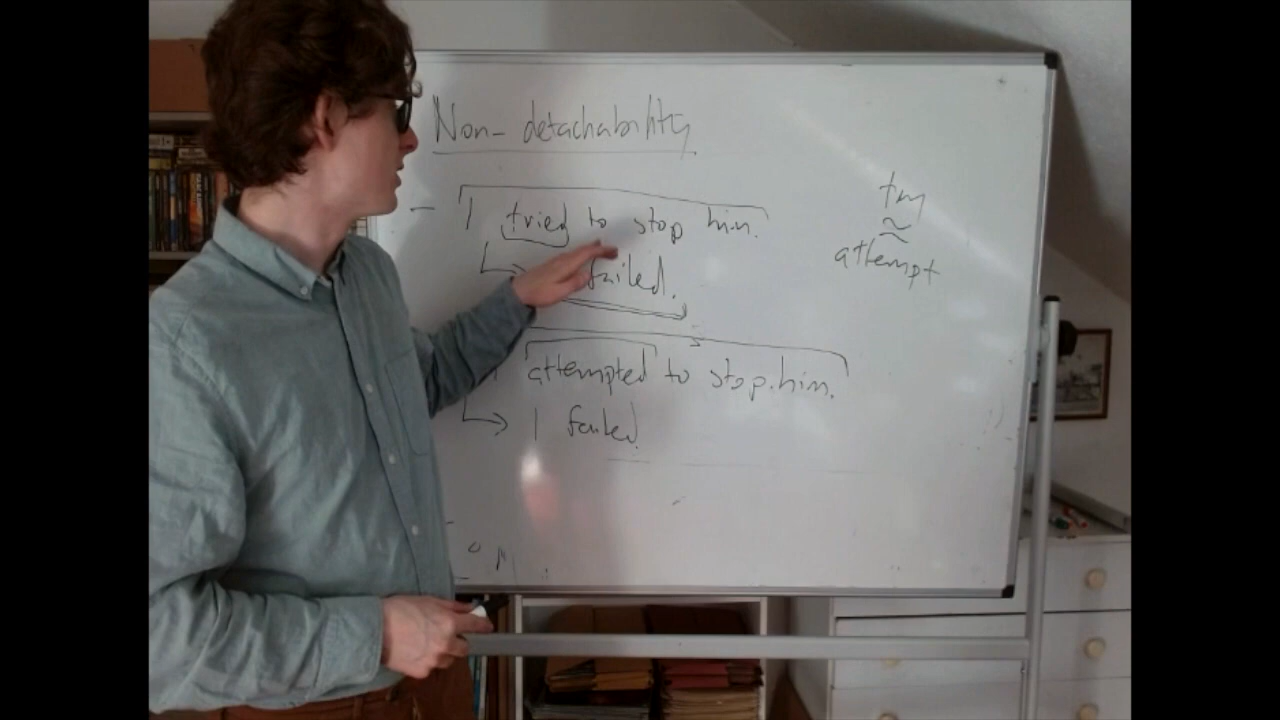 Non-detachability
- I tried to stop him.
failed.
attempted to stop him.
I failed
try
≈
attempt